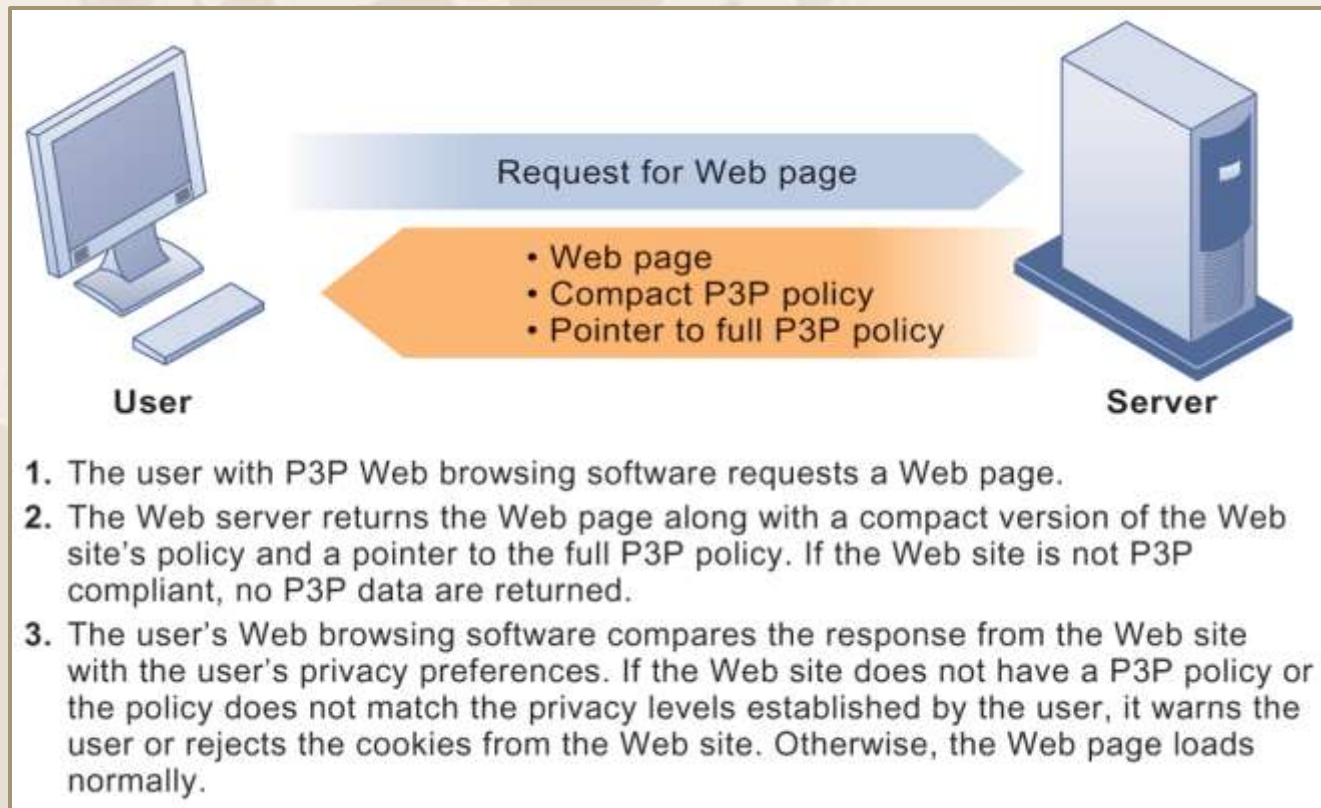 Request for Web page
• Web page
• Compact P3P policy
• Pointer to full P3P policy
User
Server
1. The user with P3P Web browsing software requests a Web page.
2. The Web server returns the Web page along with a compact version of the Web
site's policy and a pointer to the full P3P policy. If the Web site is not P3P
compliant, no P3P data are returned.
3. The user's Web browsing software compares the response from the Web site
with the user's privacy preferences. If the Web site does not have a P3P policy or
the policy does not match the privacy levels established by the user, it warns the
user or rejects the cookies from the Web site. Otherwise, the Web page loads
normally.